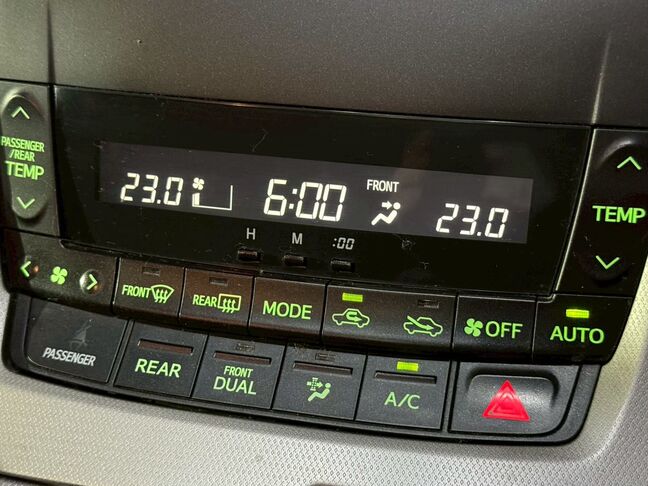 PASSENGER
/REAR
TEMP
23.0
6:00
FRONT
23.0
TEMP
H
M
:00
FRONT
REAR
MODE
OFF
AUTO
PASSENGER
REAR
FRONT
DUAL
A/C